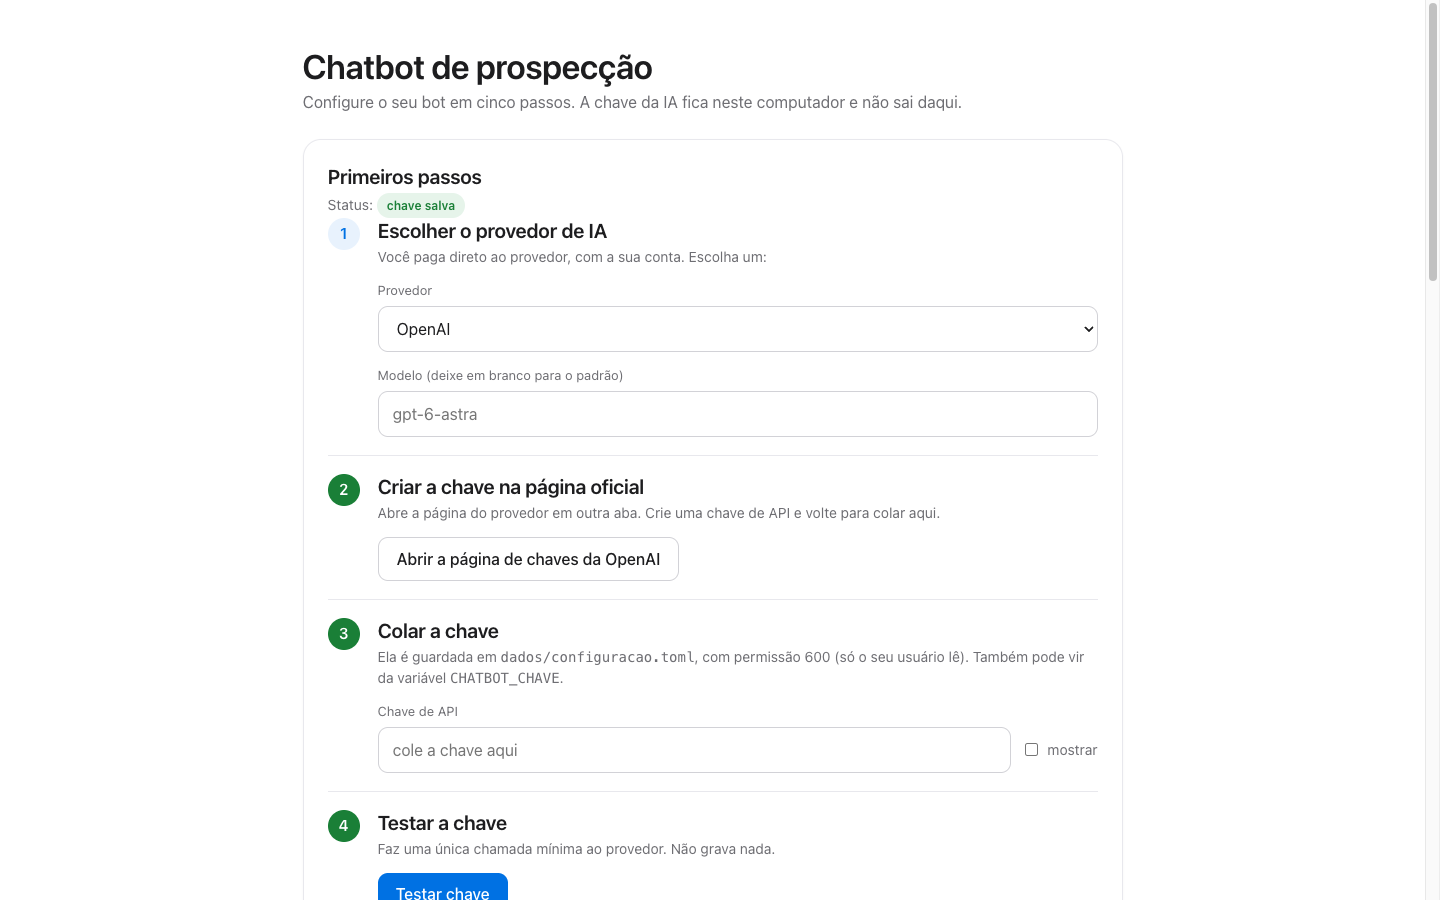 Chatbot de prospecção
Configure o seu bot em cinco passos. A chave da IA fica neste computador e não sai daqui.
Primeiros passos
Status: chave salva
1 Escolher o provedor de IA
Você paga direto ao provedor, com a sua conta. Escolha um:
Provedor
OpenAI
Modelo (deixe em branco para o padrão)
gpt-6-astra
2 Criar a chave na página oficial
Abre a página do provedor em outra aba. Crie uma chave de API e volte para colar aqui.
Abrir a página de chaves da OpenAI
3 Colar a chave
Ela é guardada em dados/configuracao.toml, com permissão 600 (só o seu usuário lê). Também pode vir
da variável CHATBOT_CHAVE.
Chave de API
cole a chave aqui mostrar
4 Testar a chave
Faz uma única chamada mínima ao provedor. Não grava nada.
Testar chave